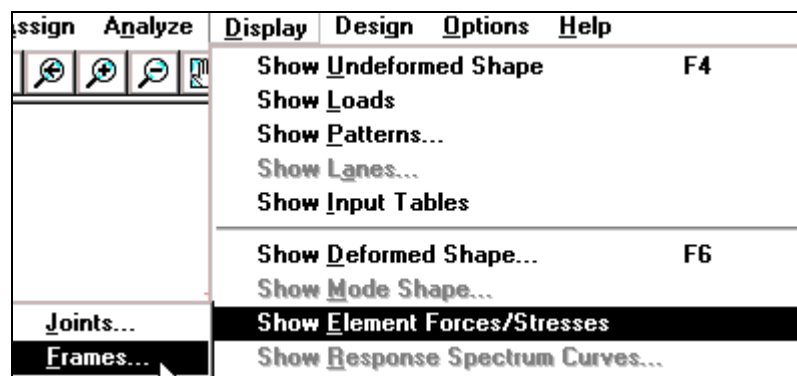 ssign Analyze Display Design Options Help
Show Undeformed Shape F4
Show Loads
Show Patterns...
Show Lanes...
Show Input Tables
Show Deformed Shape... F6
Show Mode Shape...
Joints... Show Element Forces/Stresses
Frames... Show Response Spectrum Curves...